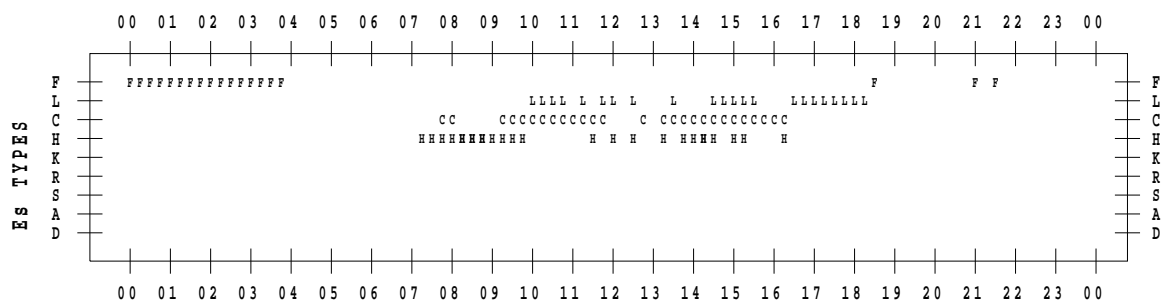 00 01 02 03 04 05 06 07 08 09 10 11 12 13 14 15 16 17 18 19 20 21 22 23 00
F FFFFFFFFFFFFFFFF F F F F
L LLLL L LL L L LLLLL LLLLLLLL L
C CC CCCCCCCCCCC C CCCCCCCCCCCCC C
H HHHHHHHHHHH H H H H HHHH HH H H
K K
R R
S S
A A
D D
Es TYPES
00 01 02 03 04 05 06 07 08 09 10 11 12 13 14 15 16 17 18 19 20 21 22 23 00